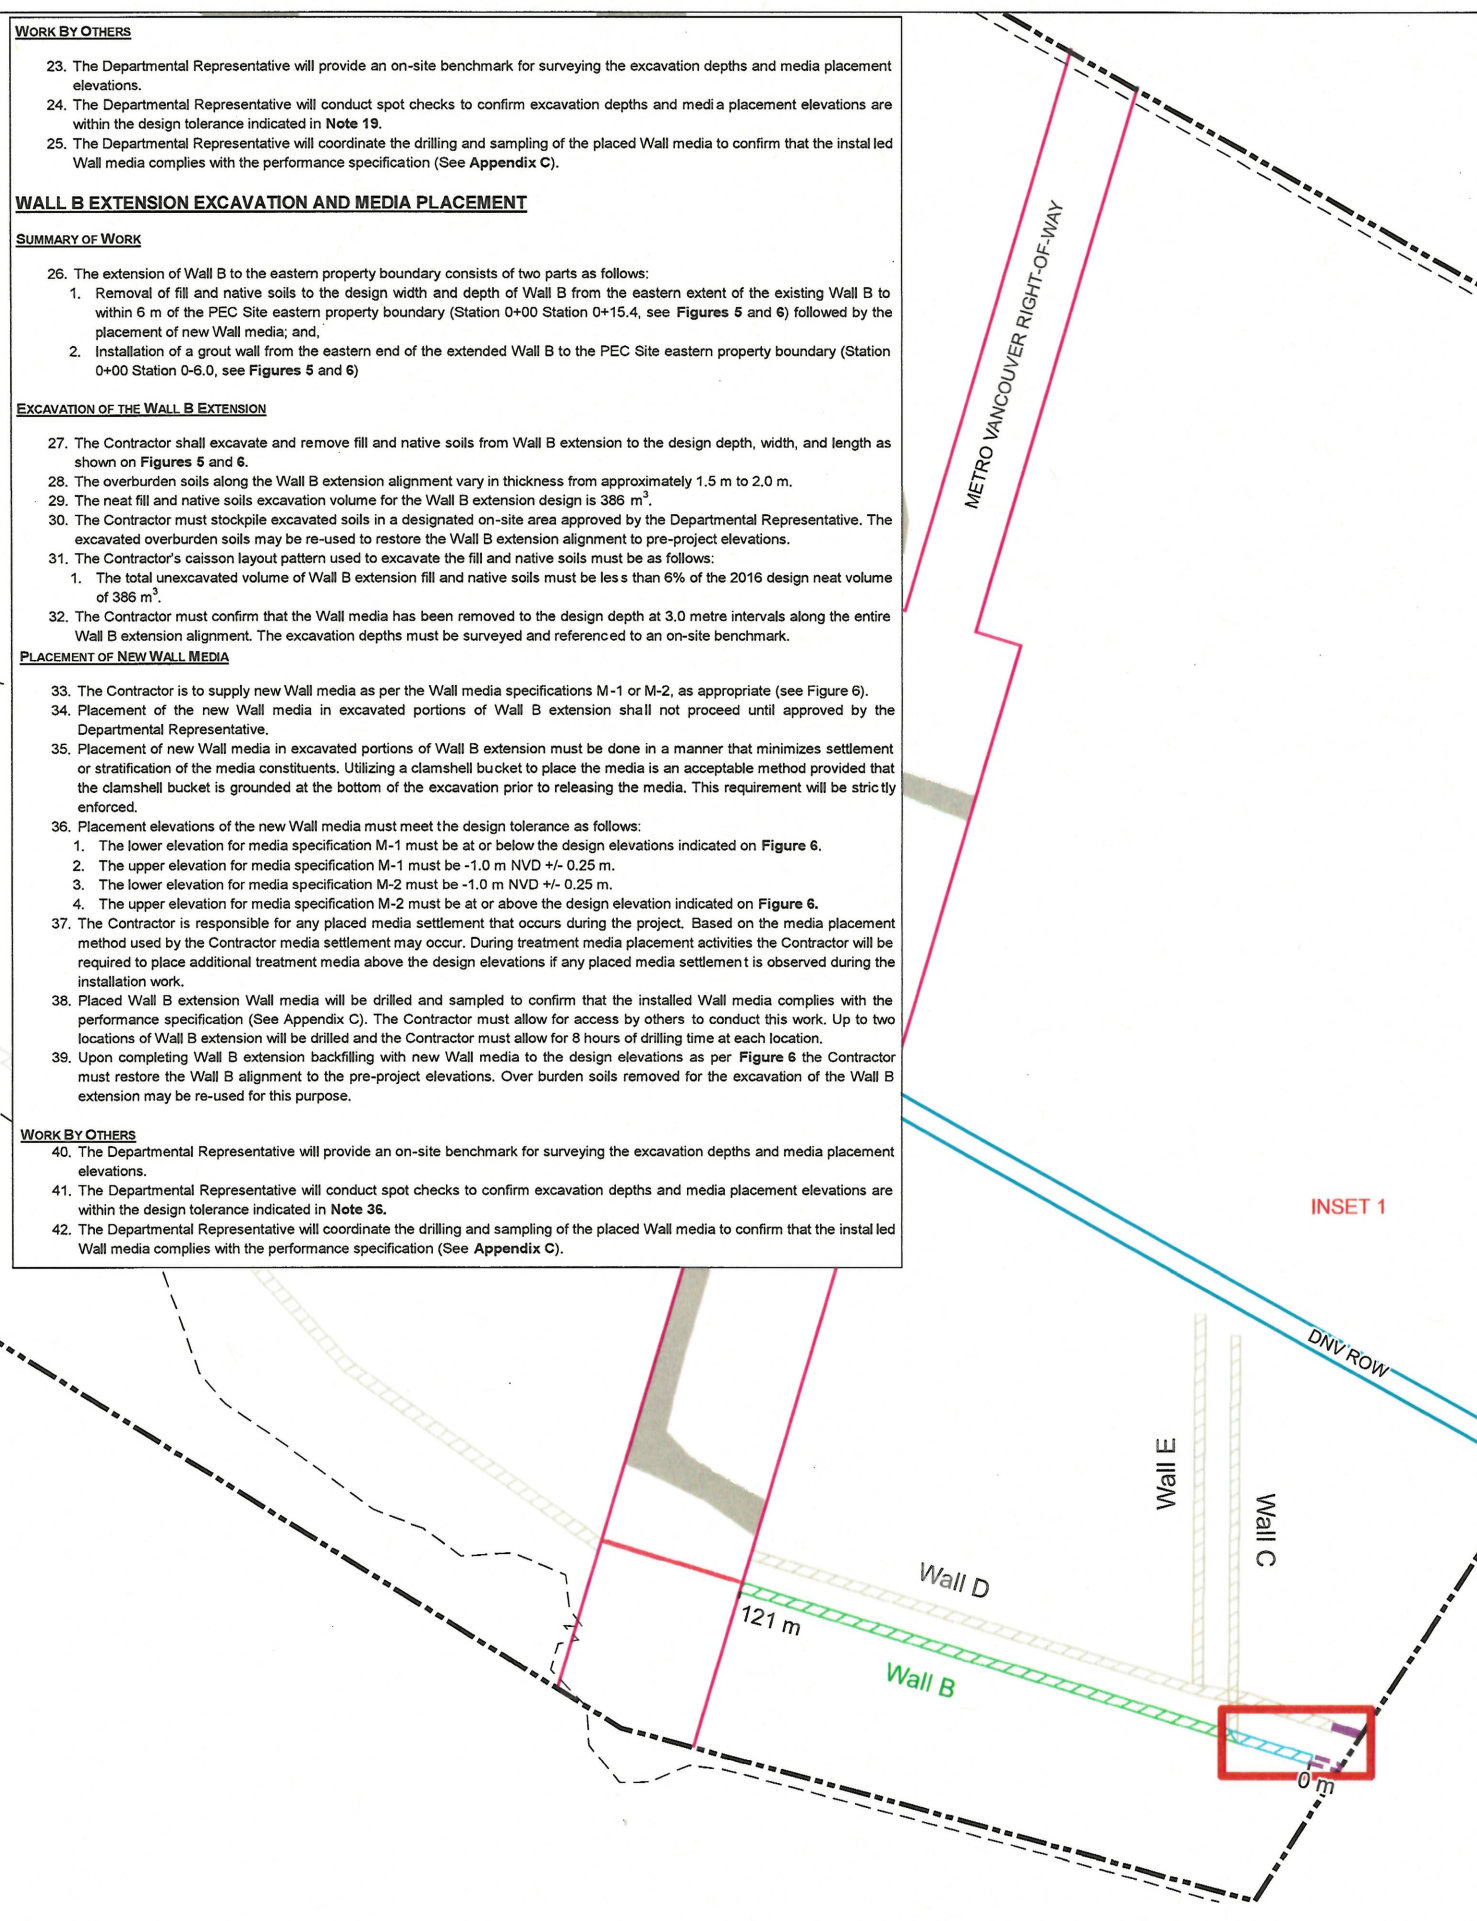 WORK BY OTHERS
23. The Departmental Representative will provide an on-site benchmark for surveying the excavation depths and media placement
elevations.
24. The Departmental Representative will conduct spot checks to confirm excavation depths and media placement elevations are
within the design tolerance indicated in Note 19.
25. The Departmental Representative will coordinate the drilling and sampling of the placed Wall media to confirm that the installed
Wall media complies with the performance specification (See Appendix C).
WALL B EXTENSION EXCAVATION AND MEDIA PLACEMENT
SUMMARY OF WORK
26. The extension of Wall B to the eastern property boundary consists of two parts as follows:
1. Removal of fill and native soils to the design width and depth of Wall B from the eastern extent of the existing Wall B to
within 6 m of the PEC Site eastern property boundary (Station 0+00 Station 0+15.4, see Figures 5 and 6) followed by the
placement of new Wall media; and,
2. Installation of a grout wall from the eastern end of the extended Wall B to the PEC Site eastern property boundary (Station
0+00 Station 0-6.0, see Figures 5 and 6)
EXCAVATION OF THE WALL B EXTENSION
27. The Contractor shall excavate and remove fill and native soils from Wall B extension to the design depth, width, and length as
shown on Figures 5 and 6.
28. The overburden soils along the Wall B extension alignment vary in thickness from approximately 1.5 m to 2.0 m.
29. The neat fill and native soils excavation volume for the Wall B extension design is 386 m³.
30. The Contractor must stockpile excavated soils in a designated on-site area approved by the Departmental Representative. The
excavated overburden soils may be re-used to restore the Wall B extension alignment to pre-project elevations.
31. The Contractor's caisson layout pattern used to excavate the fill and native soils must be as follows:
1. The total unexcavated volume of Wall B extension fill and native soils must be less than 6% of the 2016 design neat volume
of 386 m³.
32. The Contractor must confirm that the Wall media has been removed to the design depth at 3.0 metre intervals along the entire
Wall B extension alignment. The excavation depths must be surveyed and referenced to an on-site benchmark.
PLACEMENT OF NEW WALL MEDIA
33. The Contractor is to supply new Wall media as per the Wall media specifications M-1 or M-2, as appropriate (see Figure 6).
34. Placement of the new Wall media in excavated portions of Wall B extension shall not proceed until approved by the
Departmental Representative.
35. Placement of new Wall media in excavated portions of Wall B extension must be done in a manner that minimizes settlement
or stratification of the media constituents. Utilizing a clamshell bucket to place the media is an acceptable method provided that
the clamshell bucket is grounded at the bottom of the excavation prior to releasing the media. This requirement will be strictly
enforced.
36. Placement elevations of the new Wall media must meet the design tolerance as follows:
1. The lower elevation for media specification M-1 must be at or below the design elevations indicated on Figure 6.
2. The upper elevation for media specification M-1 must be -1.0 m NVD +/- 0.25 m.
3. The lower elevation for media specification M-2 must be -1.0 m NVD +/- 0.25 m.
4. The upper elevation for media specification M-2 must be at or above the design elevation indicated on Figure 6.
37. The Contractor is responsible for any placed media settlement that occurs during the project. Based on the media placement
method used by the Contractor media settlement may occur. During treatment media placement activities the Contractor will be
required to place additional treatment media above the design elevations if any placed media settlement is observed during the
installation work.
38. Placed Wall B extension Wall media will be drilled and sampled to confirm that the installed Wall media complies with the
performance specification (See Appendix C). The Contractor must allow for access by others to conduct this work. Up to two
locations of Wall B extension will be drilled and the Contractor must allow for 8 hours of drilling time at each location.
39. Upon completing Wall B extension backfilling with new Wall media to the design elevations as per Figure 6 the Contractor
must restore the Wall B alignment to the pre-project elevations. Over burden soils removed for the excavation of the Wall B
extension may be re-used for this purpose.
WORK BY OTHERS
40. The Departmental Representative will provide an on-site benchmark for surveying the excavation depths and media placement
elevations.
41. The Departmental Representative will conduct spot checks to confirm excavation depths and media placement elevations are
within the design tolerance indicated in Note 36.
42. The Departmental Representative will coordinate the drilling and sampling of the placed Wall media to confirm that the installed
Wall media complies with the performance specification (See Appendix C).
METRO VANCOUVER RIGHT-OF-WAY
INSET 1
DNV ROW
Wall E
Wall C
Wall D
121 m
Wall B
0 m